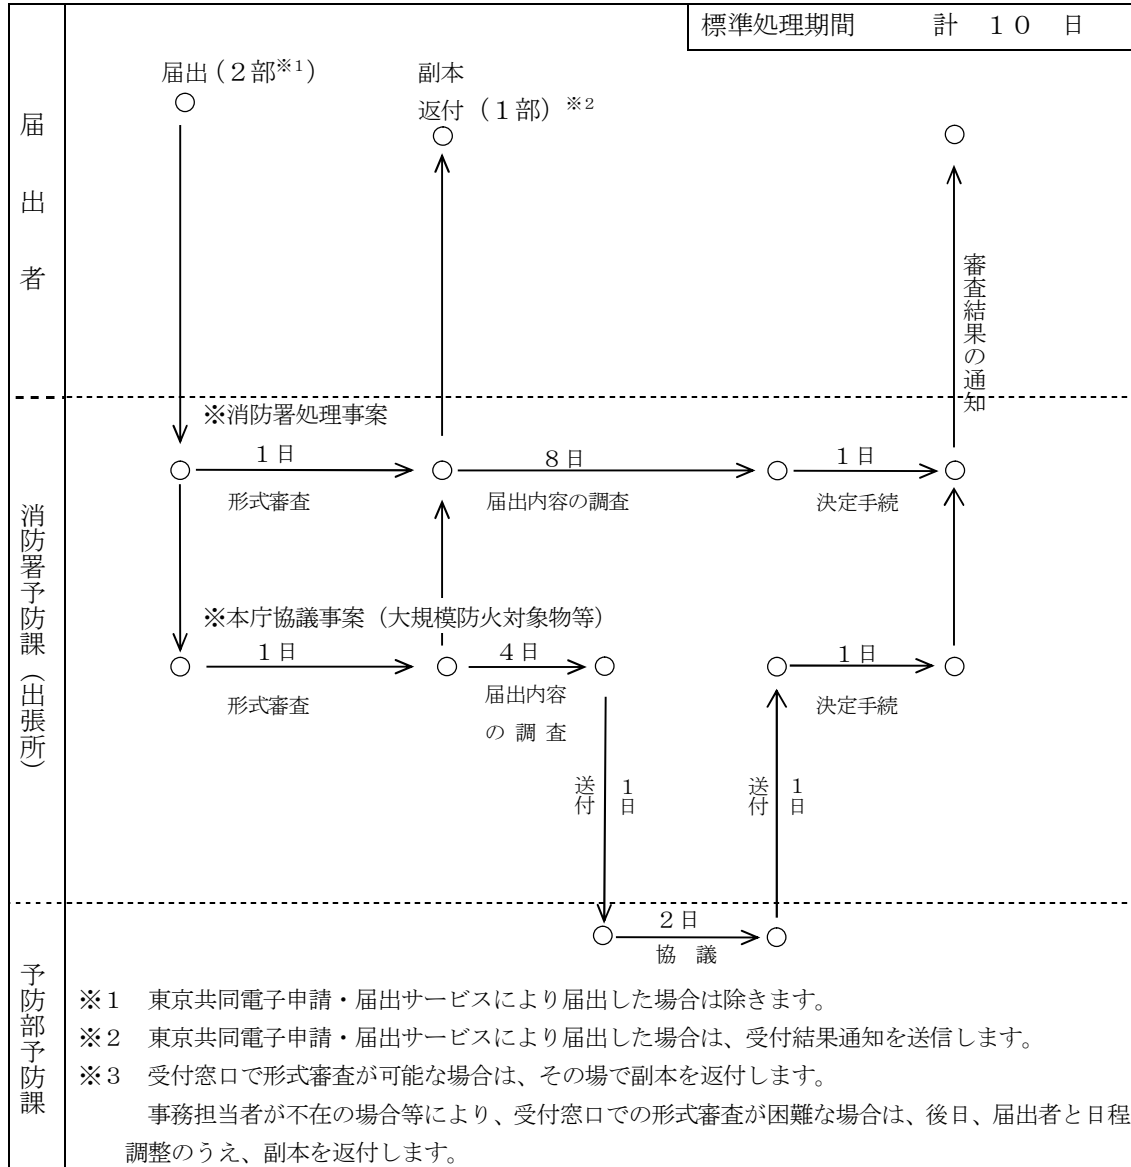 標準処理期間　計　１０　日
届出（２部※１）
副本
返付（１部）※２
届出者
審査結果の通知
※消防署処理事案
１日
８日
１日
形式審査
届出内容の調査
決定手続
消防署予防課（出張所）
※本庁協議事案（大規模防火対象物等）
１日
４日
１日
形式審査
届出内容
の調査
決定手続
送付
１日
送付
１日
２日
協議
予防部予防課
※１　東京共同電子申請・届出サービスにより届出した場合は除きます。
※２　東京共同電子申請・届出サービスにより届出した場合は、受付結果通知を送信します。
※３　受付窓口で形式審査が可能な場合は、その場で副本を返付します。
事務担当者が不在の場合等により、受付窓口での形式審査が困難な場合は、後日、届出者と日程
調整のうえ、副本を返付します。